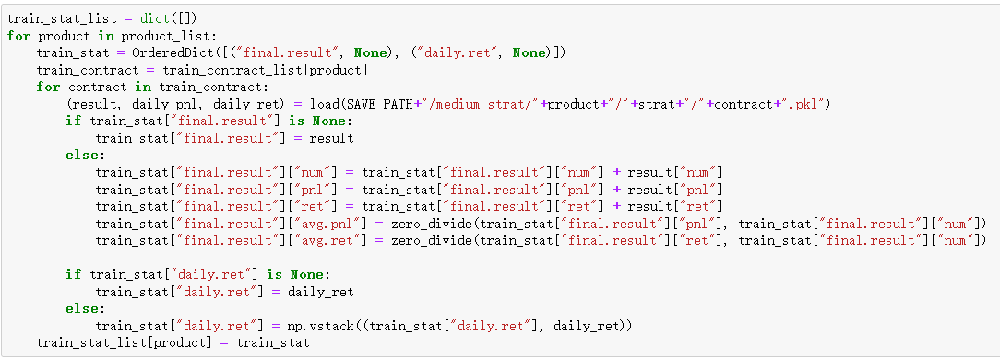 train_stat_list = dict([])
for product in product_list:
    train_stat = OrderedDict([("final.result", None), ("daily.ret", None)])
    train_contract = train_contract_list[product]
    for contract in train_contract:
        (result, daily_pnl, daily_ret) = load(SAVE_PATH+"/medium strat/"+product+"/"+strat+"/"+contract+".pkl")
        if train_stat["final.result"] is None:
            train_stat["final.result"] = result
        else:
            train_stat["final.result"]["num"] = train_stat["final.result"]["num"] + result["num"]
            train_stat["final.result"]["pnl"] = train_stat["final.result"]["pnl"] + result["pnl"]
            train_stat["final.result"]["ret"] = train_stat["final.result"]["ret"] + result["ret"]
            train_stat["final.result"]["avg.pnl"] = zero_divide(train_stat["final.result"]["pnl"], train_stat["final.result"]["num"])
            train_stat["final.result"]["avg.ret"] = zero_divide(train_stat["final.result"]["ret"], train_stat["final.result"]["num"])

        if train_stat["daily.ret"] is None:
            train_stat["daily.ret"] = daily_ret
        else:
            train_stat["daily.ret"] = np.vstack((train_stat["daily.ret"], daily_ret))
    train_stat_list[product] = train_stat